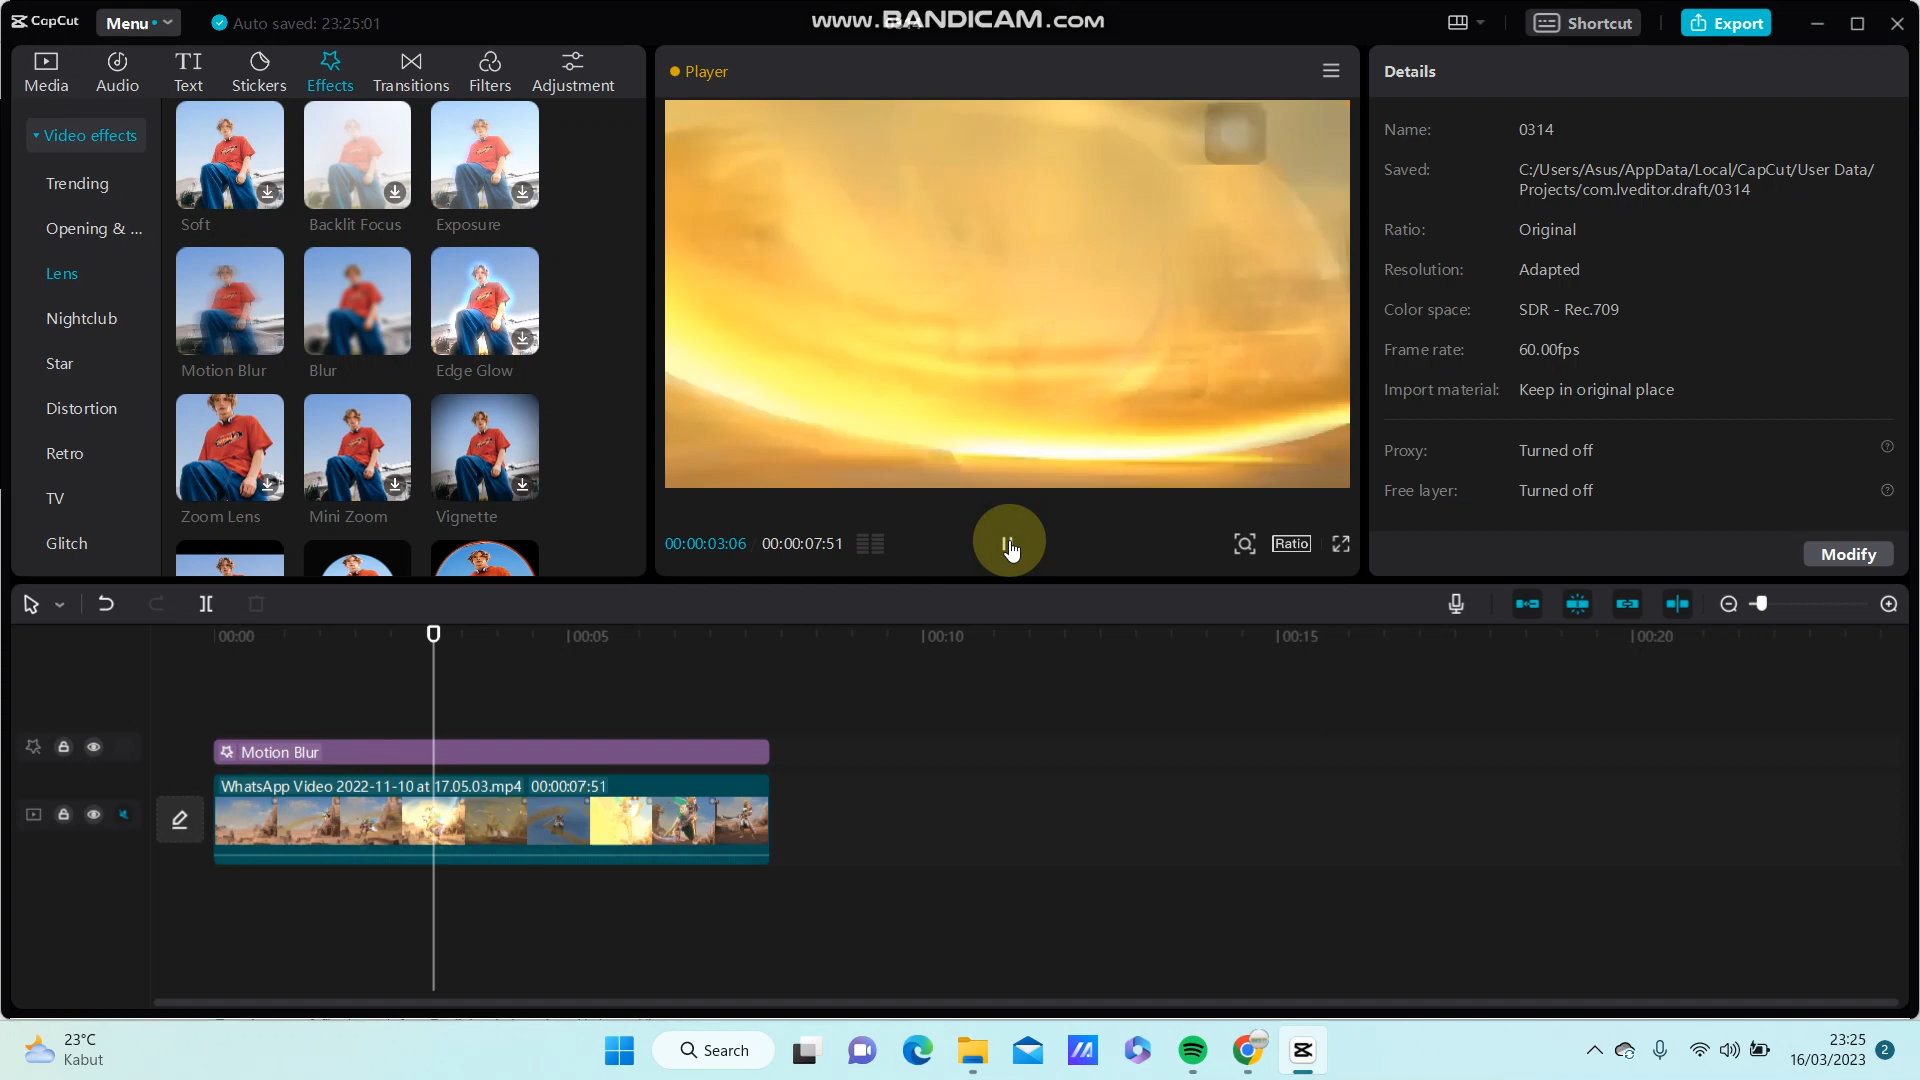 CapCut
Menu
Auto saved: 23:25:01
www.BANDICAM.com
Shortcut
Export
Media
Audio
Text
Stickers
Effects
Transitions
Filters
Adjustment
Video effects
Trending
Opening & ...
Lens
Nightclub
Star
Distortion
Retro
TV
Glitch
Soft
Backlit Focus
Exposure
Motion Blur
Blur
Edge Glow
Zoom Lens
Mini Zoom
Vignette
Player
00:00:03:06
00:00:07:51
Ratio
Details
Name: 0314
Saved: C:/Users/Asus/AppData/Local/CapCut/User Data/
Projects/com.lveditor.draft/0314
Ratio: Original
Resolution: Adapted
Color space: SDR - Rec.709
Frame rate: 60.00fps
Import material: Keep in original place
Proxy: Turned off
Free layer: Turned off
Modify
00:00
00:05
00:10
00:15
00:20
Motion Blur
WhatsApp Video 2022-11-10 at 17.05.03.mp4 00:00:07:51
23°C
Kabut
Search
23:25
16/03/2023
2